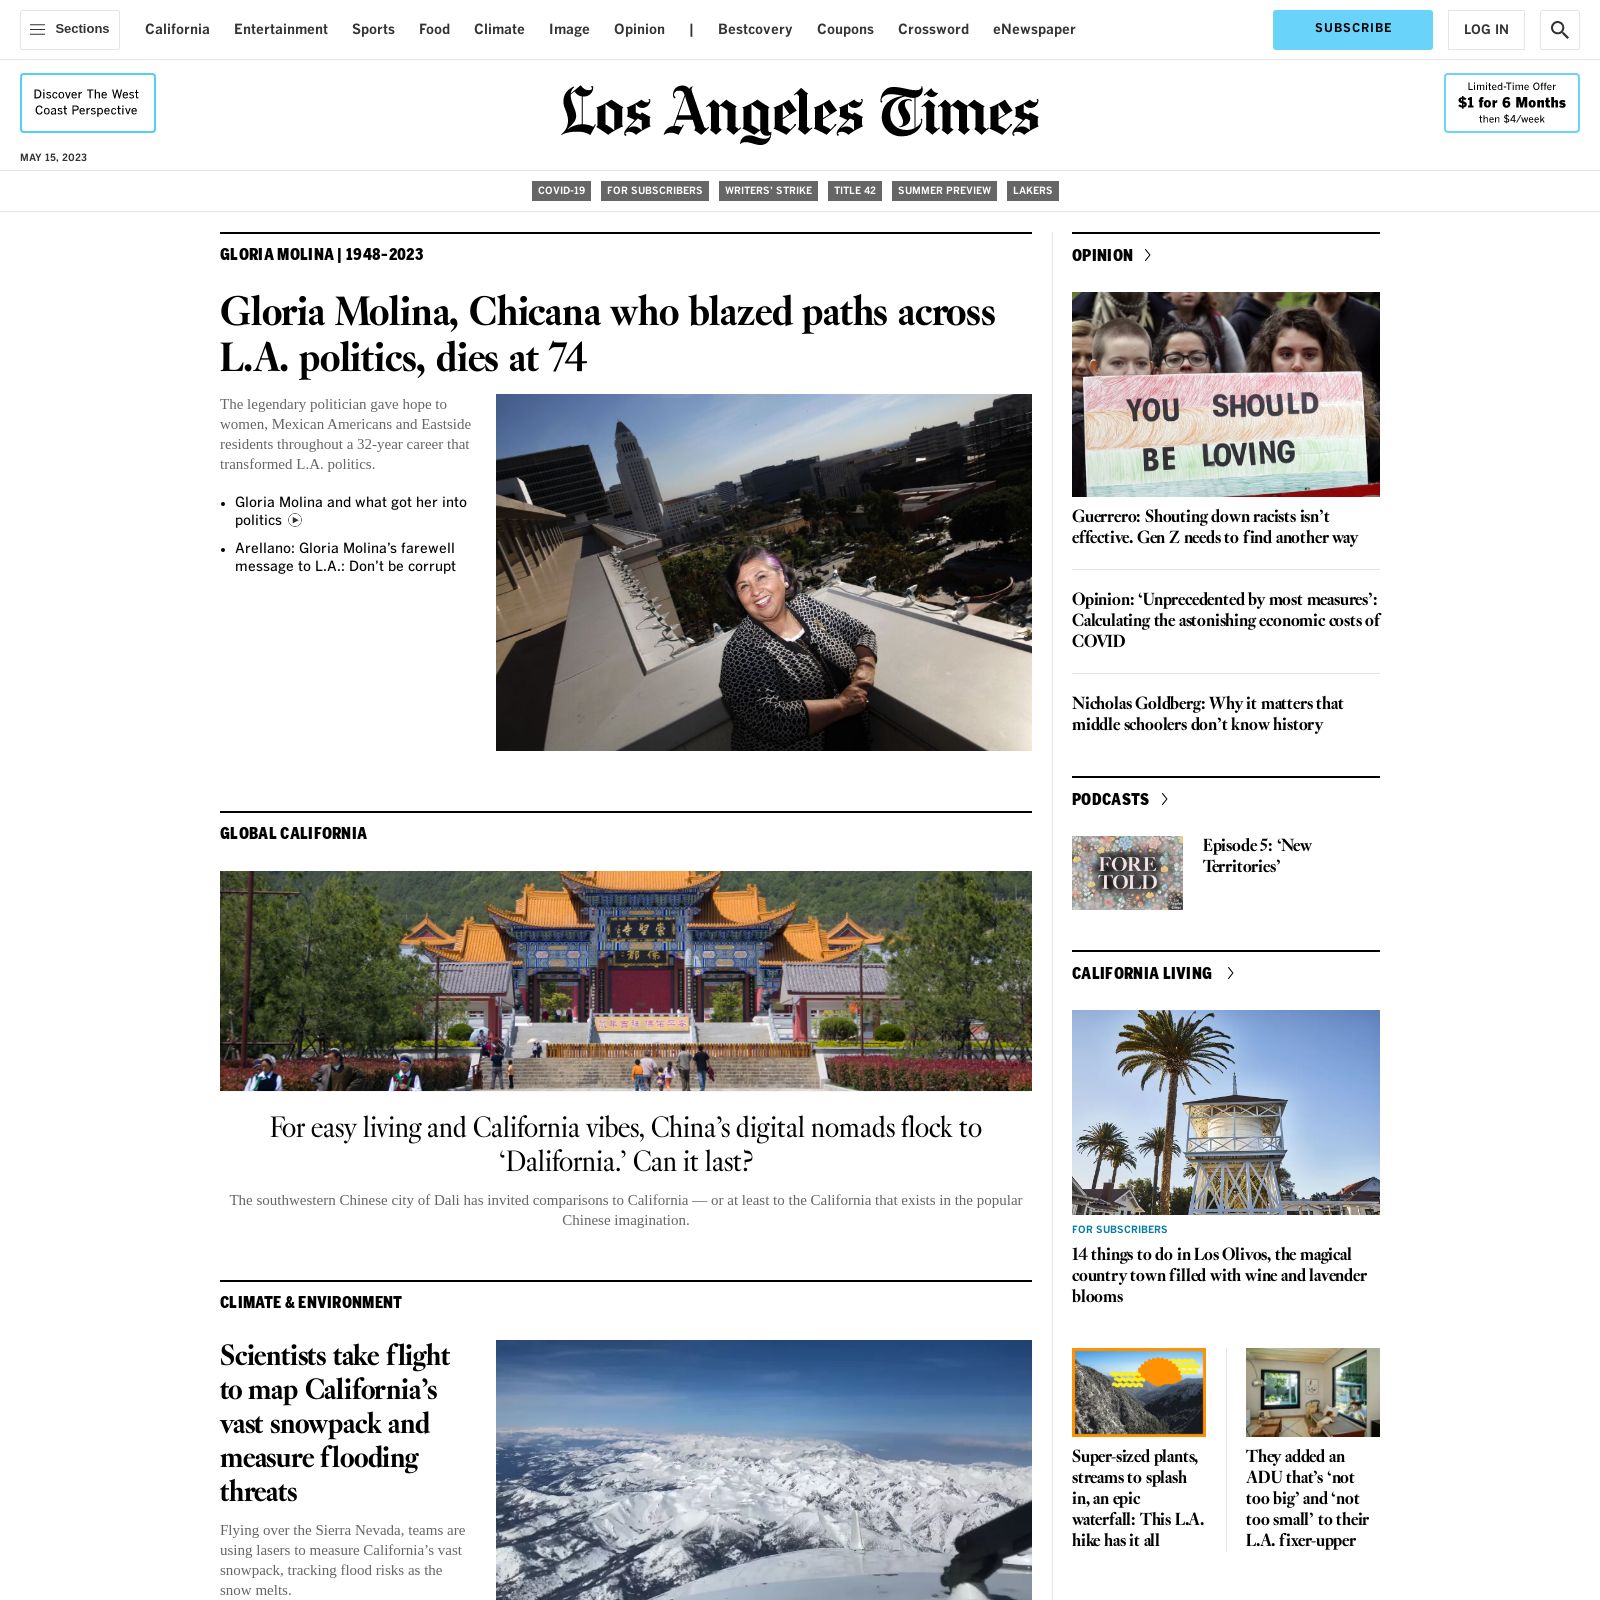 Sections
California Entertainment Sports Food Climate Image Opinion | Bestcovery Coupons Crossword eNewspaper
SUBSCRIBE
LOG IN
Discover The West
Coast Perspective
Los Angeles Times
Limited-Time Offer
$1 for 6 Months
then $4/week
MAY 15, 2023
COVID-19 FOR SUBSCRIBERS WRITERS' STRIKE TITLE 42 SUMMER PREVIEW LAKERS
GLORIA MOLINA | 1948-2023
Gloria Molina, Chicana who blazed paths across
L.A. politics, dies at 74
The legendary politician gave hope to
women, Mexican Americans and Eastside
residents throughout a 32-year career that
transformed L.A. politics.
• Gloria Molina and what got her into
politics
• Arellano: Gloria Molina’s farewell
message to L.A.: Don’t be corrupt
GLOBAL CALIFORNIA
For easy living and California vibes, China’s digital nomads flock to
‘Dalifornia.’ Can it last?
The southwestern Chinese city of Dali has invited comparisons to California — or at least to the California that exists in the popular
Chinese imagination.
CLIMATE & ENVIRONMENT
Scientists take flight
to map California’s
vast snowpack and
measure flooding
threats
Flying over the Sierra Nevada, teams are
using lasers to measure California’s vast
snowpack, tracking flood risks as the
snow melts.
OPINION
YOU SHOULD
BE LOVING
Guerrero: Shouting down racists isn’t
effective. Gen Z needs to find another way
Opinion: ‘Unprecedented by most measures’:
Calculating the astonishing economic costs of
COVID
Nicholas Goldberg: Why it matters that
middle schoolers don’t know history
PODCASTS
FORE
TOLD
Episode 5: ‘New
Territories’
CALIFORNIA LIVING
FOR SUBSCRIBERS
14 things to do in Los Olivos, the magical
country town filled with wine and lavender
blooms
Super-sized plants,
streams to splash
in, an epic
waterfall: This L.A.
hike has it all
They added an
ADU that’s ‘not
too big’ and ‘not
too small’ to their
L.A. fixer-upper